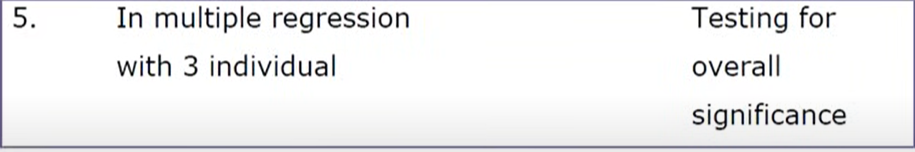 5. In multiple regression Testing for
with 3 individual overall
significance